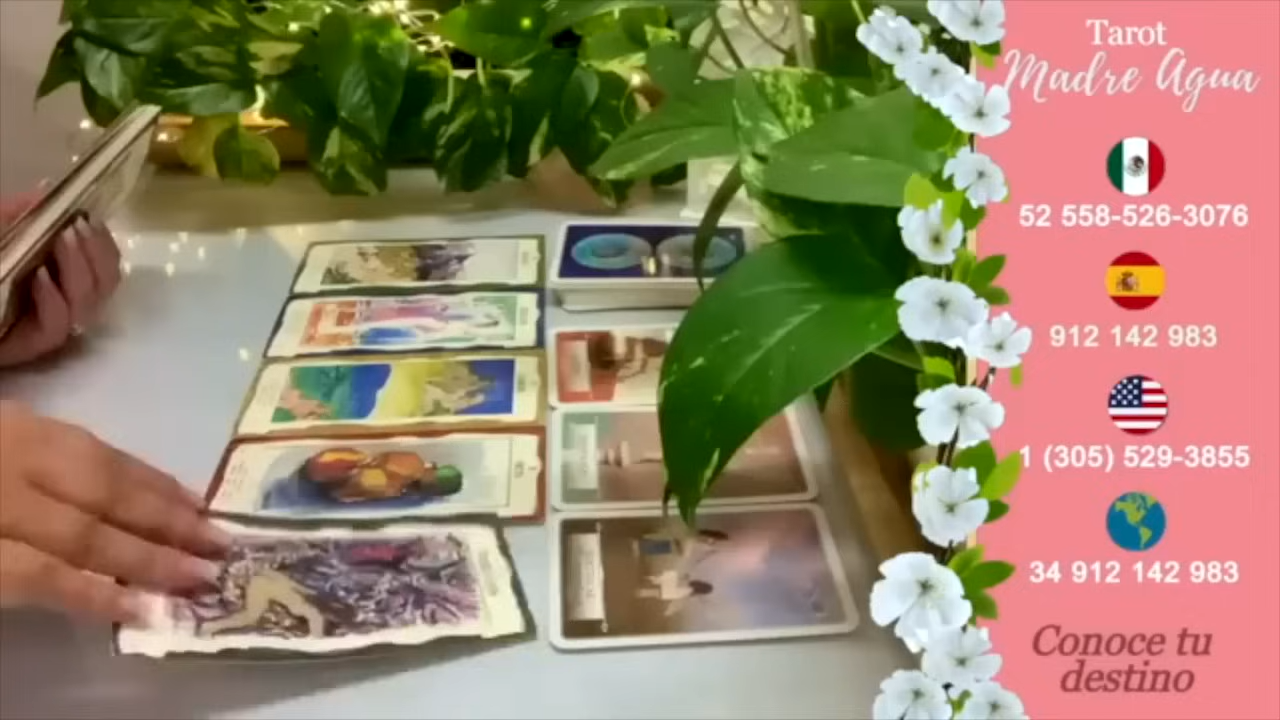 Tarot
Madre Agua
52 558-526-3076
912 142 983
1 (305) 529-3855
34 912 142 983
Conoce tu
destino